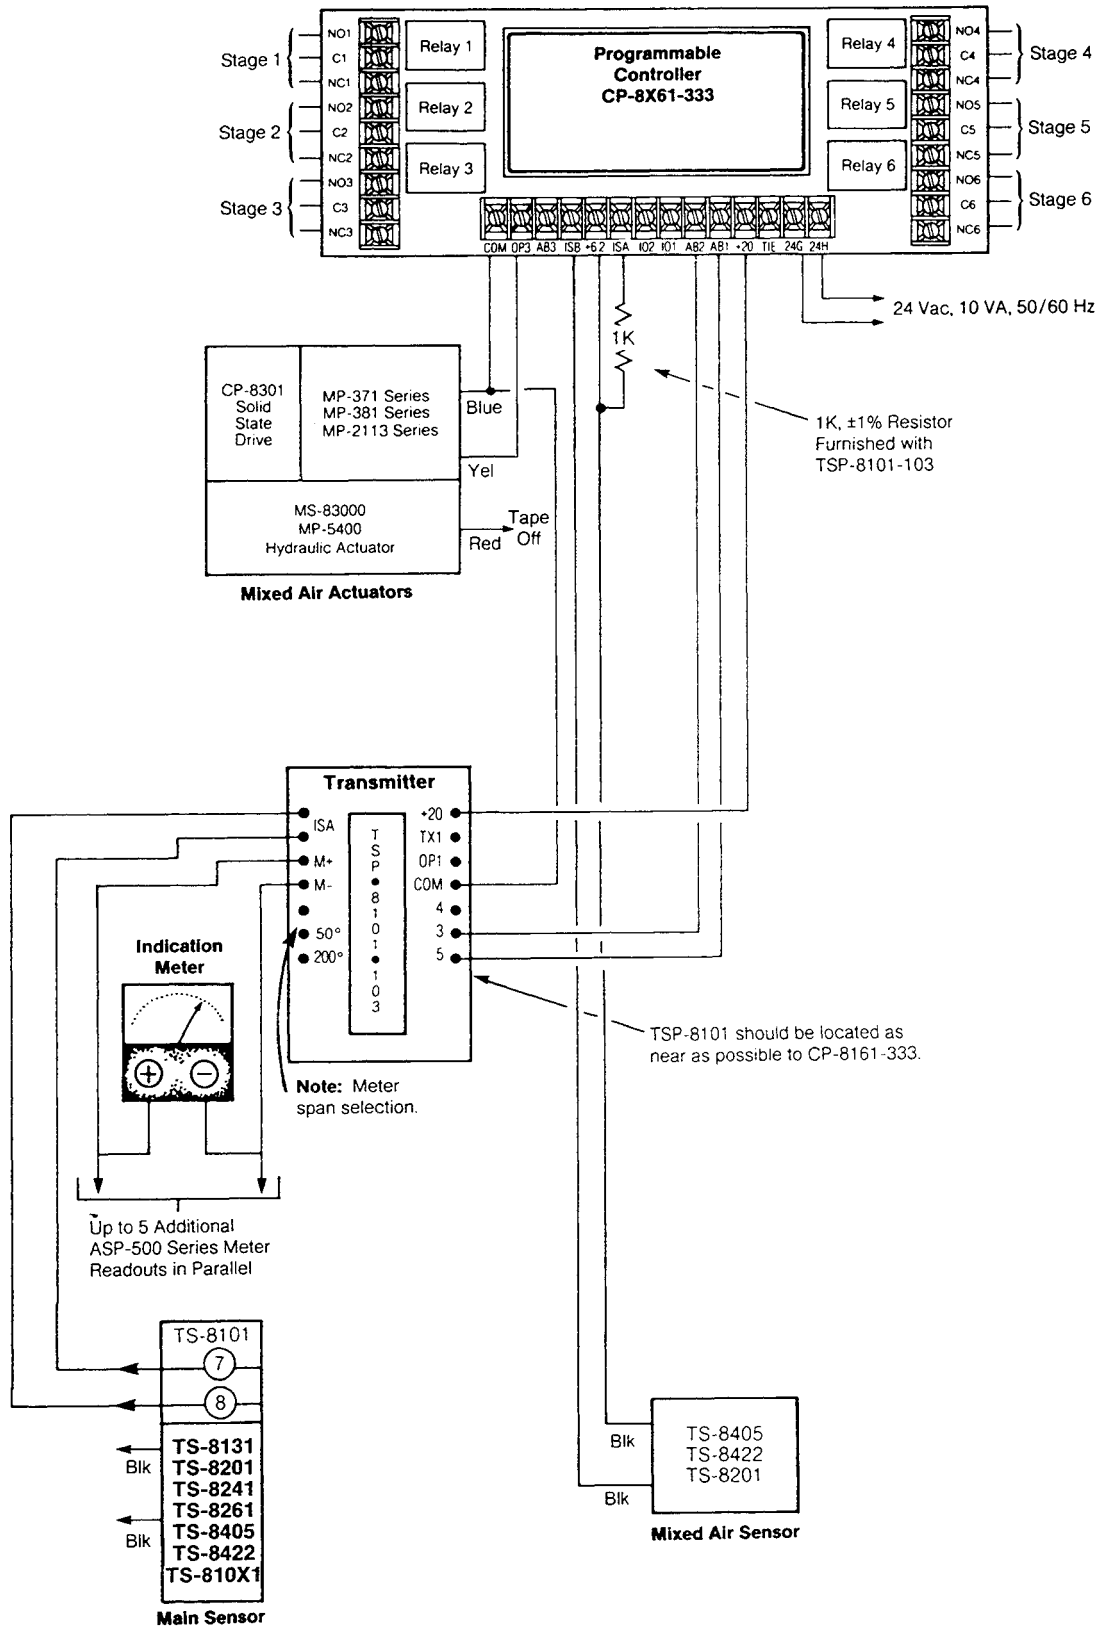 Stage 1
NO1
C1
NC1
Stage 2
NO2
C2
NC2
Stage 3
NO3
C3
NC3
Relay 1
Relay 2
Relay 3
Programmable
Controller
CP-8X61-333
Relay 4
Relay 5
Relay 6
NO4
C4
NC4
Stage 4
NO5
C5
NC5
Stage 5
NO6
C6
NC6
Stage 6
COM OP3 AB3 ISB +6.2 ISA IO2 IO1 AB2 AB1 +20 TIE 24G 24H
24 Vac, 10 VA, 50/60 Hz
1K
1K, ±1% Resistor
Furnished with
TSP-8101-103
CP-8301
Solid
State
Drive
MP-371 Series
MP-381 Series
MP-2113 Series
Blue
Yel
MS-83000
MP-5400
Hydraulic Actuator
Red
Tape
Off
Mixed Air Actuators
Transmitter
ISA
M+
M-
50°
200°
TSP•8101•103
+20
TX1
OP1
COM
4
3
5
Indication
Meter
+ −
Note: Meter
span selection.
TSP-8101 should be located as
near as possible to CP-8161-333.
Up to 5 Additional
ASP-500 Series Meter
Readouts in Parallel
TS-8101
7
8
Blk
Blk
TS-8131
TS-8201
TS-8241
TS-8261
TS-8405
TS-8422
TS-810X1
Main Sensor
Blk
Blk
TS-8405
TS-8422
TS-8201
Mixed Air Sensor